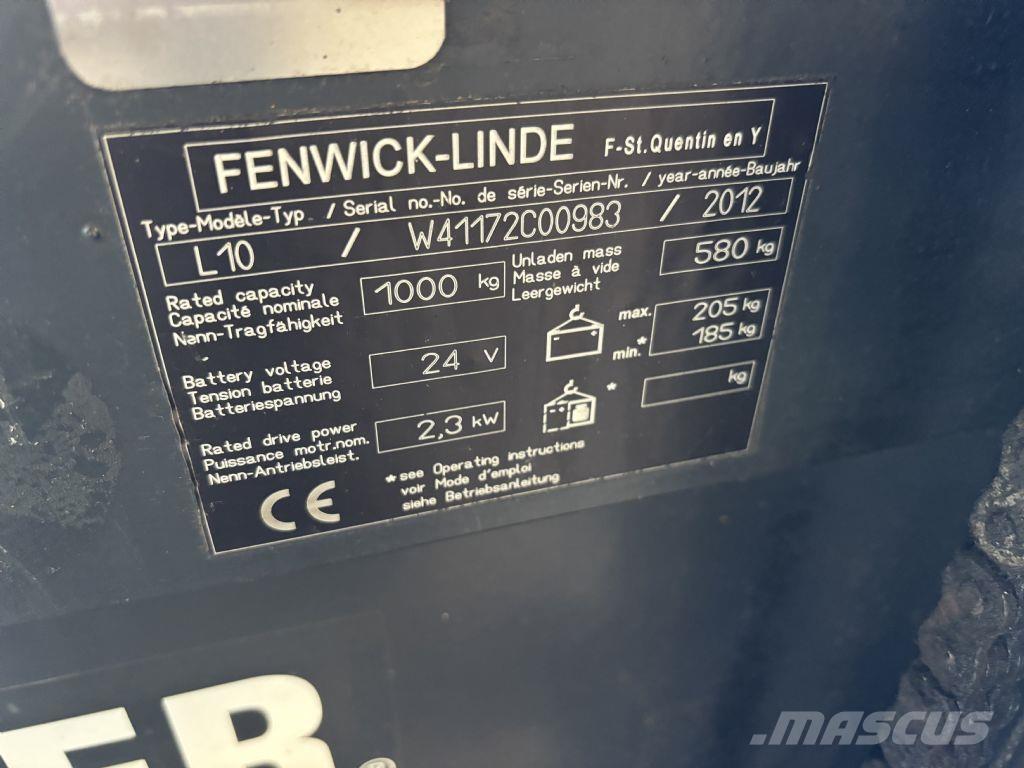 FENWICK-LINDE F-St.Quentin en Y
Type-Modèle-Typ / Serial no.-No. de série-Serien-Nr. / year-année-Baujahr
L10 / W41172C00983 / 2012
Rated capacity
Capacité nominale
Nenn-Tragfähigkeit
1000 kg
Unladen mass
Masse à vide
Leergewicht
580 kg
Battery voltage
Tension batterie
Batteriespannung
24 V
max. 205 kg
min.* 185 kg
Rated drive power
Puissance motr.nom.
Nenn-Antriebsleist.
2,3 kW
* kg
*see Operating instructions
voir Mode d'emploi
siehe Betriebsanleitung
CE
ER®
MASCUS